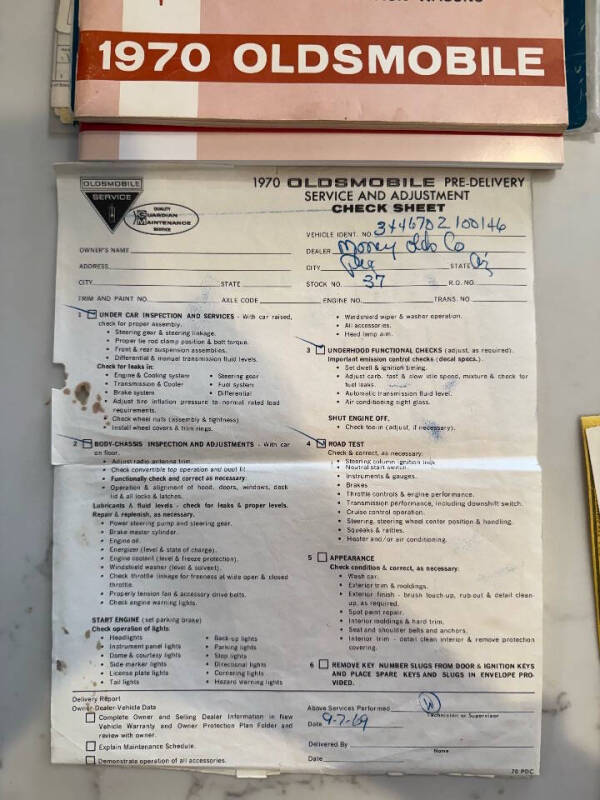 1970 OLDSMOBILE
OLDSMOBILE
SERVICE
QUALITY
GUARDIAN
MAINTENANCE
SERVICE
1970 OLDSMOBILE PRE-DELIVERY
SERVICE AND ADJUSTMENT
CHECK SHEET
VEHICLE IDENT. NO. 344670Z100146
OWNER'S NAME
DEALER Money Olds Co
ADDRESS
CITY Phx STATE Az
CITY STATE
STOCK NO. 37 R.O. NO.
TRIM AND PAINT NO. AXLE CODE ENGINE NO. TRANS. NO.
1 UNDER CAR INSPECTION AND SERVICES - With car raised,
check for proper assembly.
• Steering gear & steering linkage.
• Proper tie rod clamp position & bolt torque.
• Front & rear suspension assemblies.
• Differential & manual transmission fluid levels.
Check for leaks in:
• Engine & Cooling system • Steering gear
• Transmission & Cooler • Fuel system
• Brake system • Differential
• Adjust tire inflation pressure to normal rated load
requirements.
• Check wheel nuts (assembly & tightness)
• Install wheel covers & trim rings.
2 BODY-CHASSIS INSPECTION AND ADJUSTMENTS - With car
on floor.
• Adjust radio antenna trim.
• Check convertible top operation and
• Functionally check and correct as necessary:
• Operation & alignment of hood, doors, windows, deck
lid & all locks & latches.
Lubricants & fluid levels - check for leaks & proper levels.
Repair & replenish, as necessary.
• Power steering pump and steering gear.
• Brake master cylinder.
• Engine oil.
• Energizer (level & state of charge).
• Engine coolant (level & freeze protection).
• Windshield washer (level & solvent).
• Check throttle linkage for freeness at wide open & closed
throttle.
• Properly tension fan & accessory drive belts.
• Check engine warning lights.
START ENGINE (set parking brake)
Check operation of lights:
• Headlights • Back-up lights
• Instrument panel lights • Parking lights
• Dome & courtesy lights • Stop lights
• Side marker lights • Directional lights
• License plate lights • Cornering lights
• Tail lights • Hazard warning lights
• Windshield wiper & washer operation.
• All accessories.
• Head lamp aim.
3 UNDERHOOD FUNCTIONAL CHECKS (adjust, as required).
Important emission control checks (decal specs.).
• Set dwell & ignition timing.
• Adjust carb. fast & slow idle speed, mixture & check for
fuel leaks.
• Automatic transmission fluid level.
• Air conditioning sight glass.
SHUT ENGINE OFF.
• Check toe-in (adjust, if necessary).
4 ROAD TEST
Check & correct, as necessary:
• Steering column ignition lock
• Neutral start switch.
• Instruments & gauges.
• Brakes
• Throttle controls & engine performance.
• Transmission performance, including downshift switch.
• Cruise control operation.
• Steering, steering wheel center position & handling.
• Squeaks & rattles.
• Heater and/or air conditioning.
5 APPEARANCE
Check condition & correct, as necessary:
• Wash car.
• Exterior trim & moldings.
• Exterior finish - brush touch-up, rub out & detail clean-
up, as required.
• Spot paint repair.
• Interior moldings & hard trim.
• Seat and shoulder belts and anchors.
• Interior trim - detail clean interior & remove protection
covering.
6 REMOVE KEY NUMBER SLUGS FROM DOOR & IGNITION KEYS
AND PLACE SPARE KEYS AND SLUGS IN ENVELOPE PRO-
VIDED.
Delivery Report
Owner-Dealer-Vehicle Data
Complete Owner and Selling Dealer Information in New
Vehicle Warranty and Owner Protection Plan Folder and
review with owner.
Explain Maintenance Schedule.
Demonstrate operation of all accessories.
Above Services Performed W
Technician or Supervisor
Date 9-7-69
Delivered By
Name
Date
70 PDC